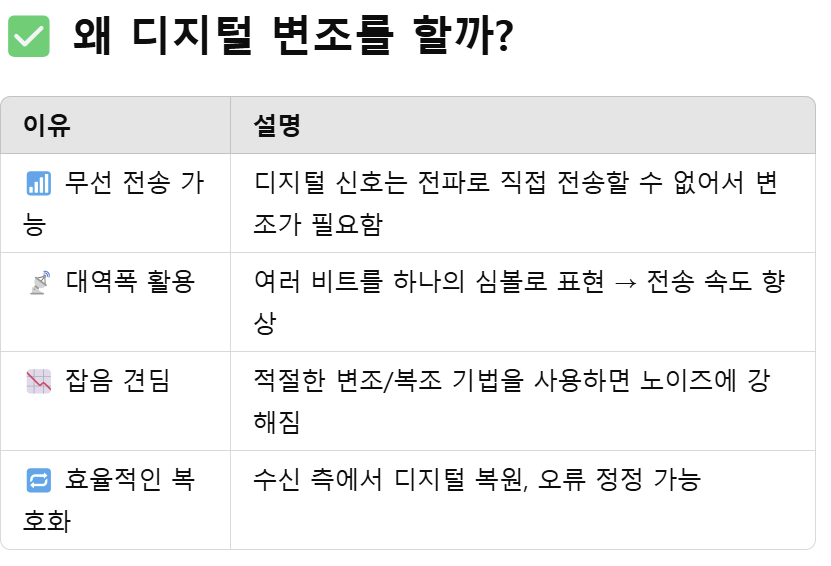 왜 디지털 변조를 할까?
이유 설명
무선 전송 가
능
디지털 신호는 전파로 직접 전송할 수 없어서 변
조가 필요함
대역폭 활용
여러 비트를 하나의 심볼로 표현 → 전송 속도 향
상
잡음 견딤
적절한 변조/복조 기법을 사용하면 노이즈에 강
해짐
효율적인 복
호화
수신 측에서 디지털 복원, 오류 정정 가능